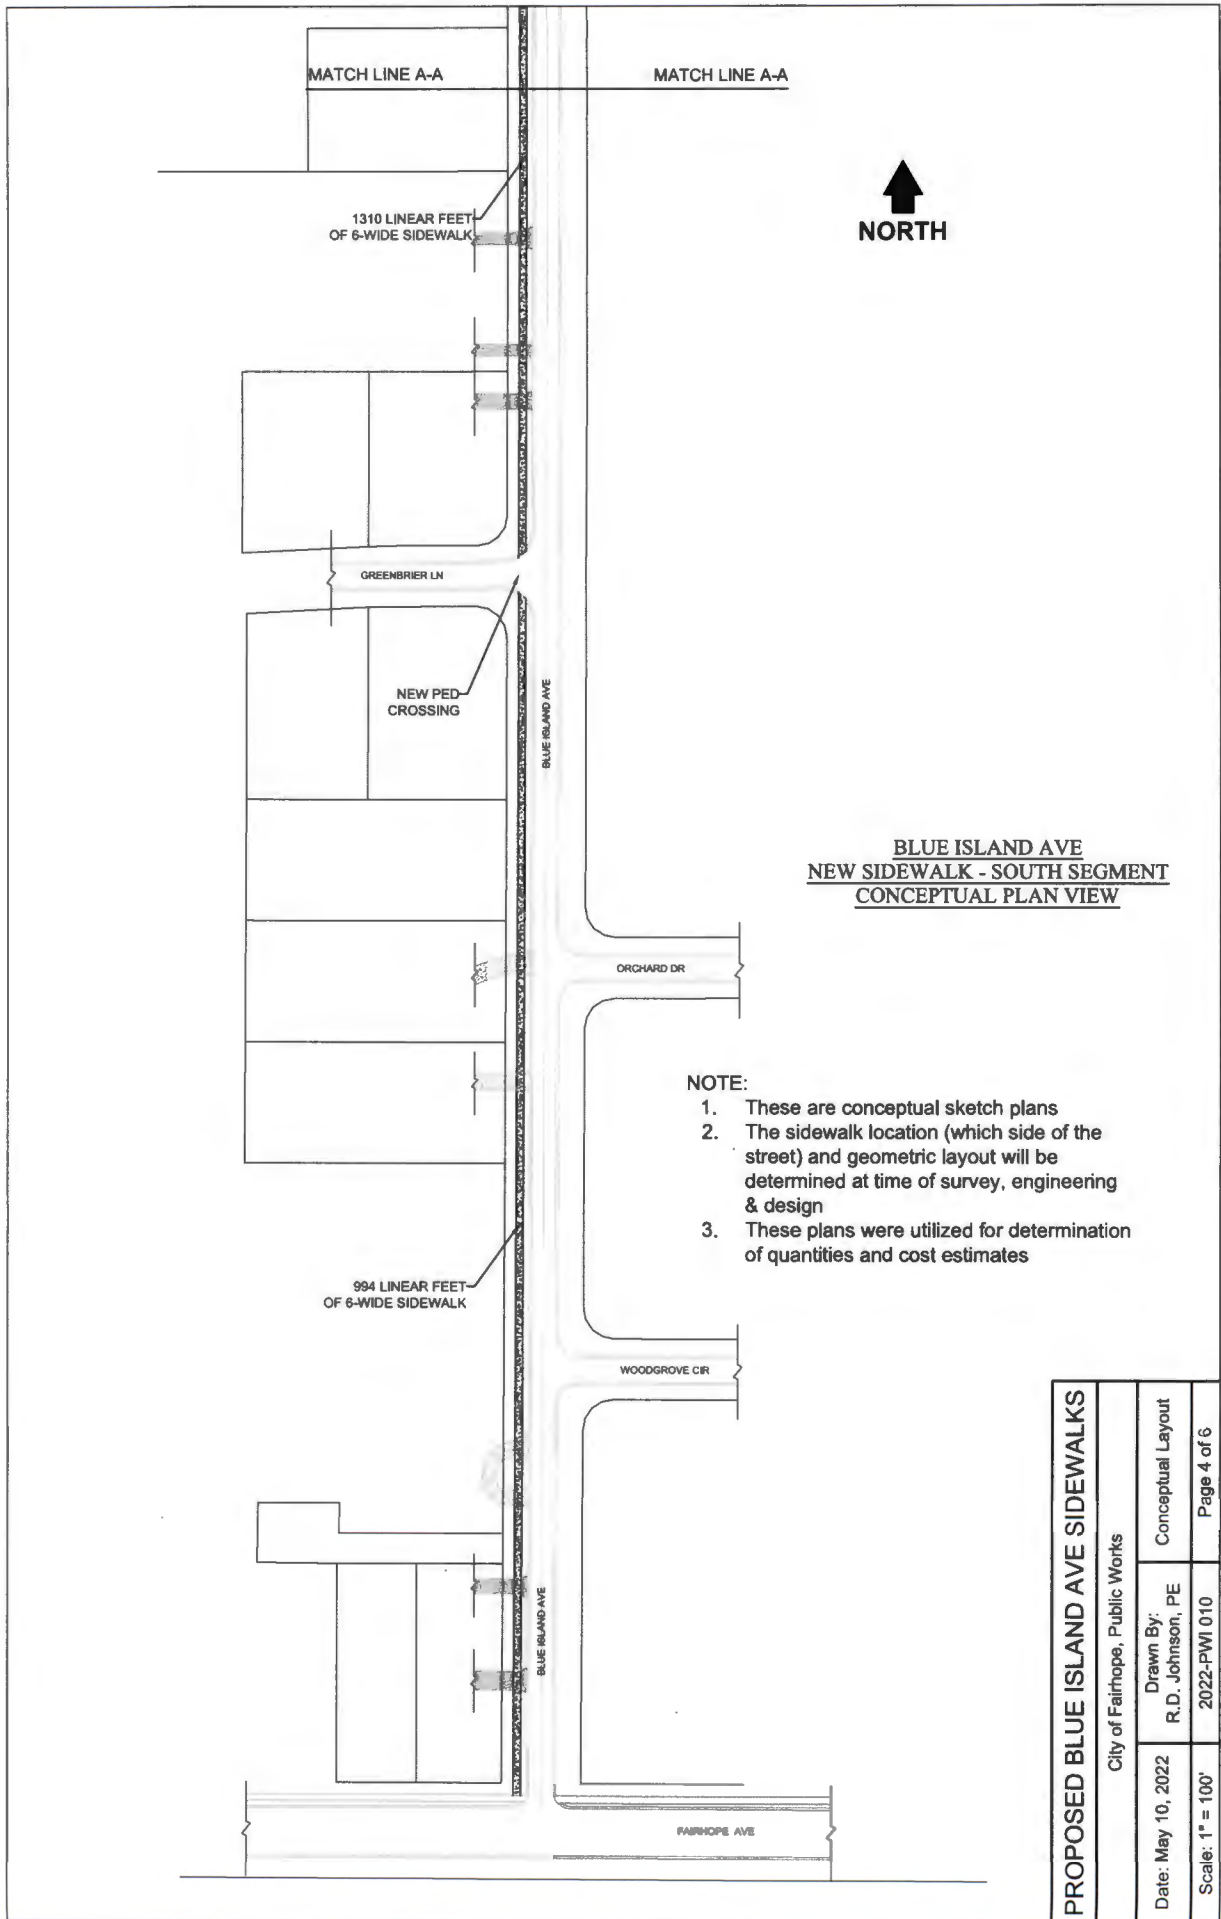 MATCH LINE A-A
MATCH LINE A-A
1310 LINEAR FEET
OF 6-WIDE SIDEWALK
NORTH
GREENBRIER LN
NEW PED
CROSSING
BLUE ISLAND AVE
BLUE ISLAND AVE
NEW SIDEWALK - SOUTH SEGMENT
CONCEPTUAL PLAN VIEW
ORCHARD DR
NOTE:
1. These are conceptual sketch plans
2. The sidewalk location (which side of the
street) and geometric layout will be
determined at time of survey, engineering
& design
3. These plans were utilized for determination
of quantities and cost estimates
994 LINEAR FEET
OF 6-WIDE SIDEWALK
WOODGROVE CIR
BLUE ISLAND AVE
FAIRHOPE AVE
PROPOSED BLUE ISLAND AVE SIDEWALKS
City of Fairhope, Public Works
Date: May 10, 2022
Drawn By:
R.D. Johnson, PE
Conceptual Layout
Scale: 1" = 100'
2022-PWI 010
Page 4 of 6